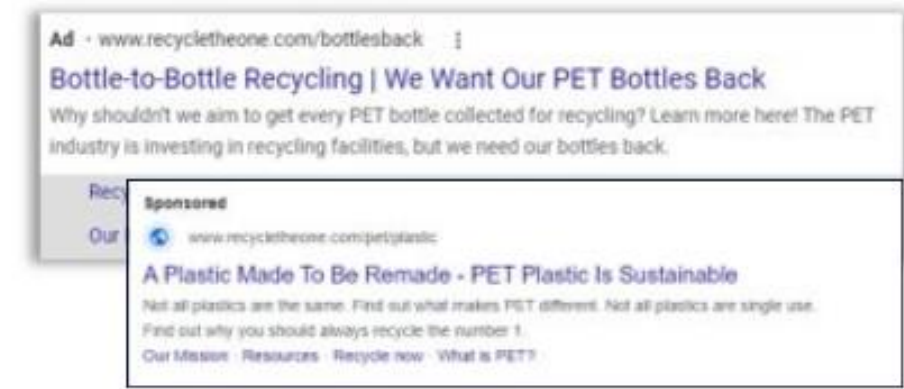 Ad · www.recycletheone.com/bottlesback
Bottle-to-Bottle Recycling | We Want Our PET Bottles Back
Why shouldn't we aim to get every PET bottle collected for recycling? Learn more here! The PET
industry is investing in recycling facilities, but we need our bottles back.
Recy
Our
Sponsored
www.recycletheone.com/pet/plastic
A Plastic Made To Be Remade - PET Plastic Is Sustainable
Not all plastics are the same. Find out what makes PET different. Not all plastics are single use.
Find out why you should always recycle the number 1.
Our Mission · Resources · Recycle now · What is PET?